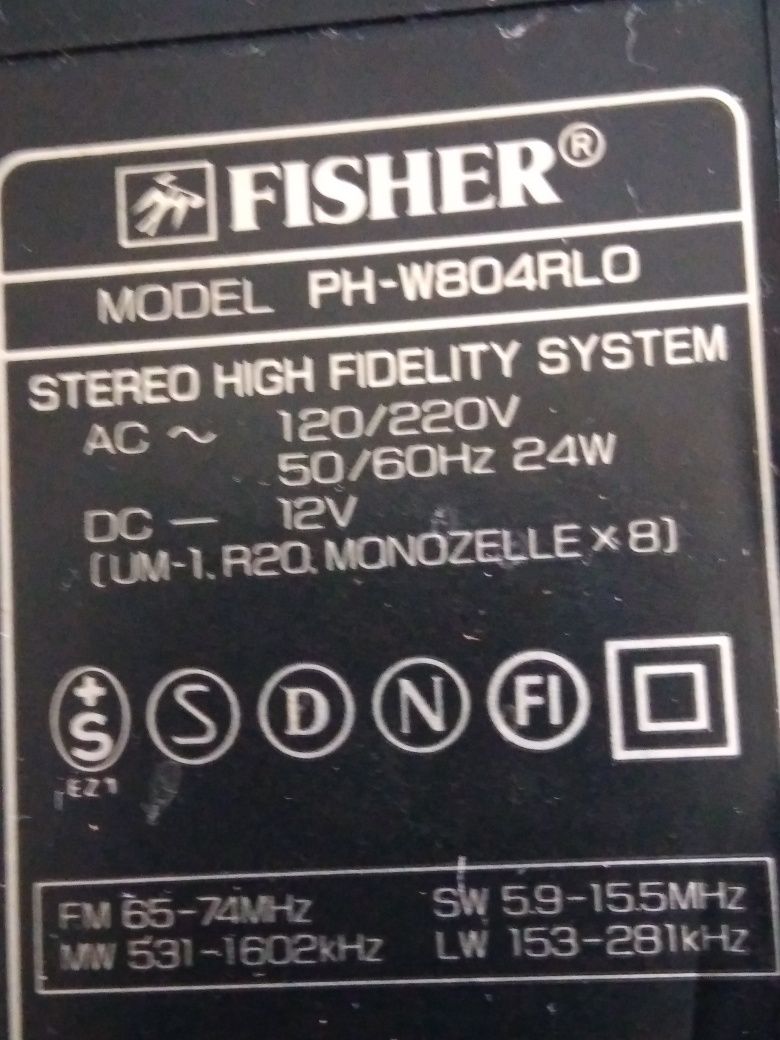 FISHER®
MODEL PH-W804RLO
STEREO HIGH FIDELITY SYSTEM
AC ～ 120/220V
50/60Hz 24W
DC — 12V
(UM-1, R20, MONOZELLE × 8)
+S S D N FI
EZ1
FM 65-74MHz SW 5.9-15.5MHz
MW 531-1602kHz LW 153-281kHz